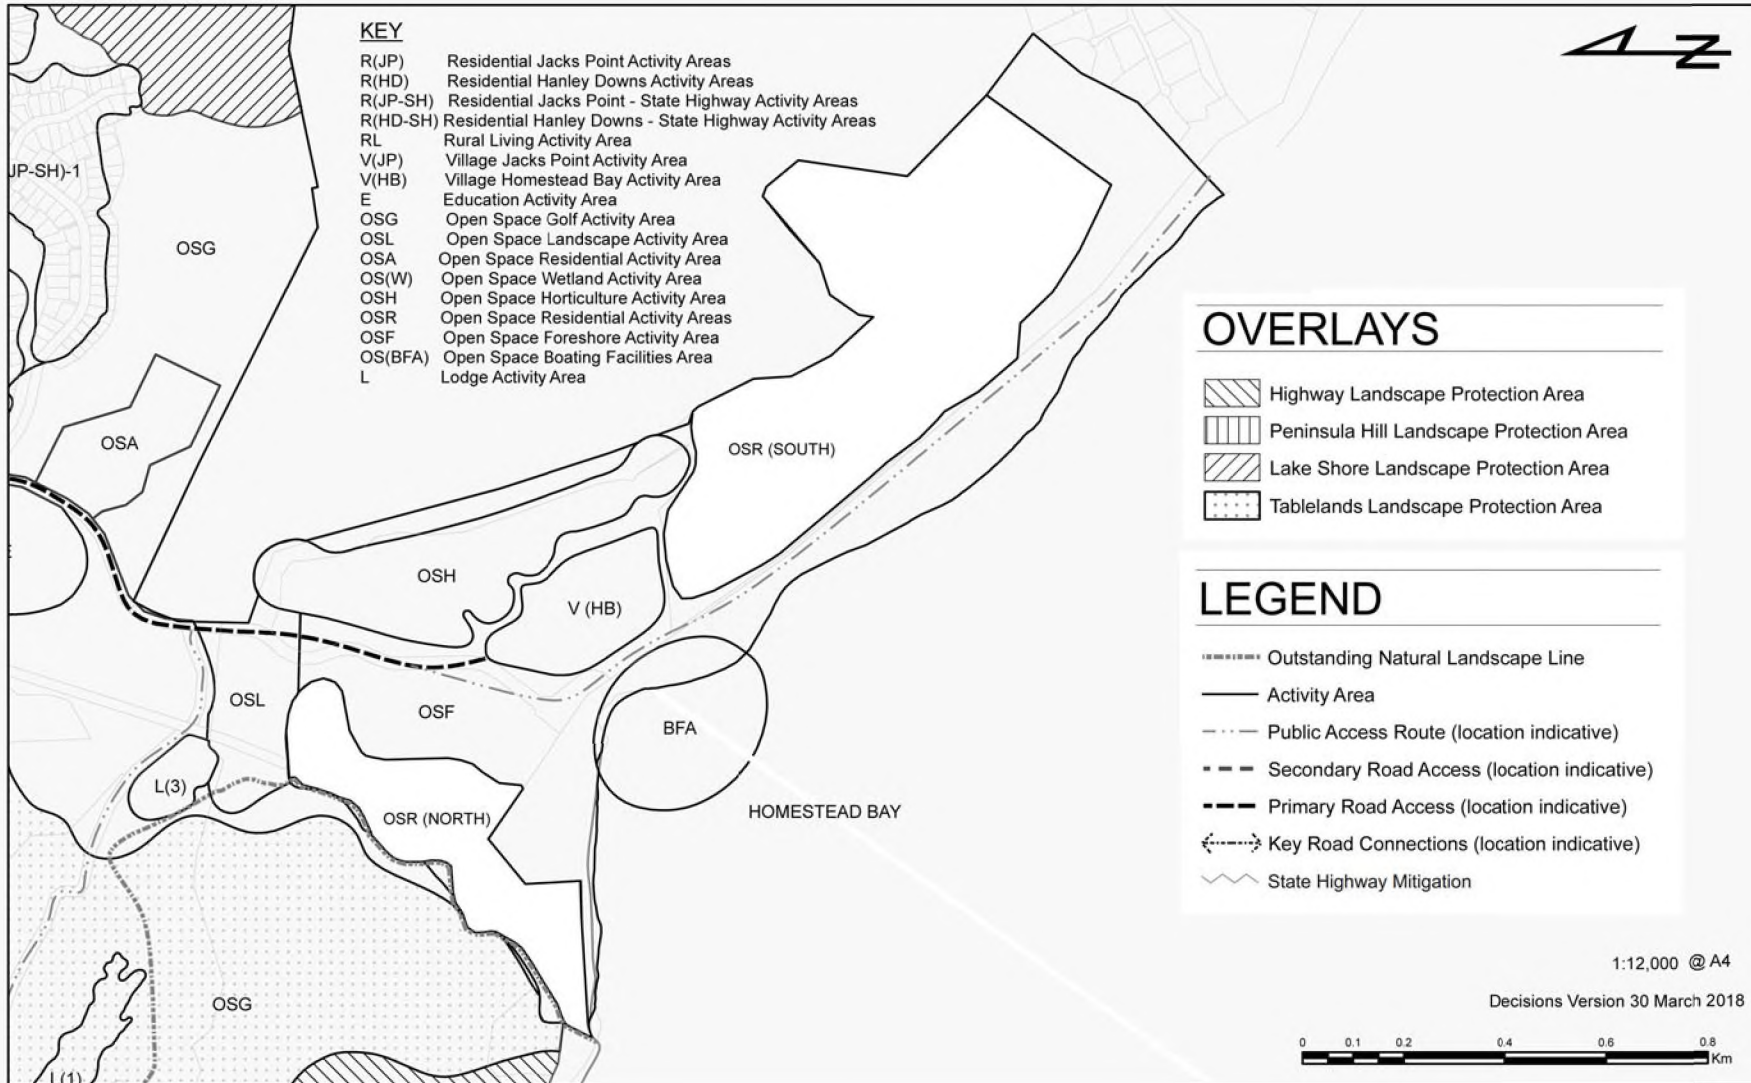 KEY
R(JP) Residential Jacks Point Activity Areas
R(HD) Residential Hanley Downs Activity Areas
R(JP-SH) Residential Jacks Point - State Highway Activity Areas
R(HD-SH) Residential Hanley Downs - State Highway Activity Areas
RL Rural Living Activity Area
V(JP) Village Jacks Point Activity Area
V(HB) Village Homestead Bay Activity Area
E Education Activity Area
OSG Open Space Golf Activity Area
OSL Open Space Landscape Activity Area
OSA Open Space Residential Activity Area
OS(W) Open Space Wetland Activity Area
OSH Open Space Horticulture Activity Area
OSR Open Space Residential Activity Areas
OSF Open Space Foreshore Activity Area
OS(BFA) Open Space Boating Facilities Area
L Lodge Activity Area
Z
JP-SH)-1
OSG
OSA
OSR (SOUTH)
OSH
V (HB)
OSL
OSF
BFA
L(3)
OSR (NORTH)
HOMESTEAD BAY
OSG
L(1)
OVERLAYS
Highway Landscape Protection Area
Peninsula Hill Landscape Protection Area
Lake Shore Landscape Protection Area
Tablelands Landscape Protection Area
LEGEND
Outstanding Natural Landscape Line
Activity Area
Public Access Route (location indicative)
Secondary Road Access (location indicative)
Primary Road Access (location indicative)
Key Road Connections (location indicative)
State Highway Mitigation
1:12,000 @ A4
Decisions Version 30 March 2018
0 0.1 0.2 0.4 0.6 0.8
Km